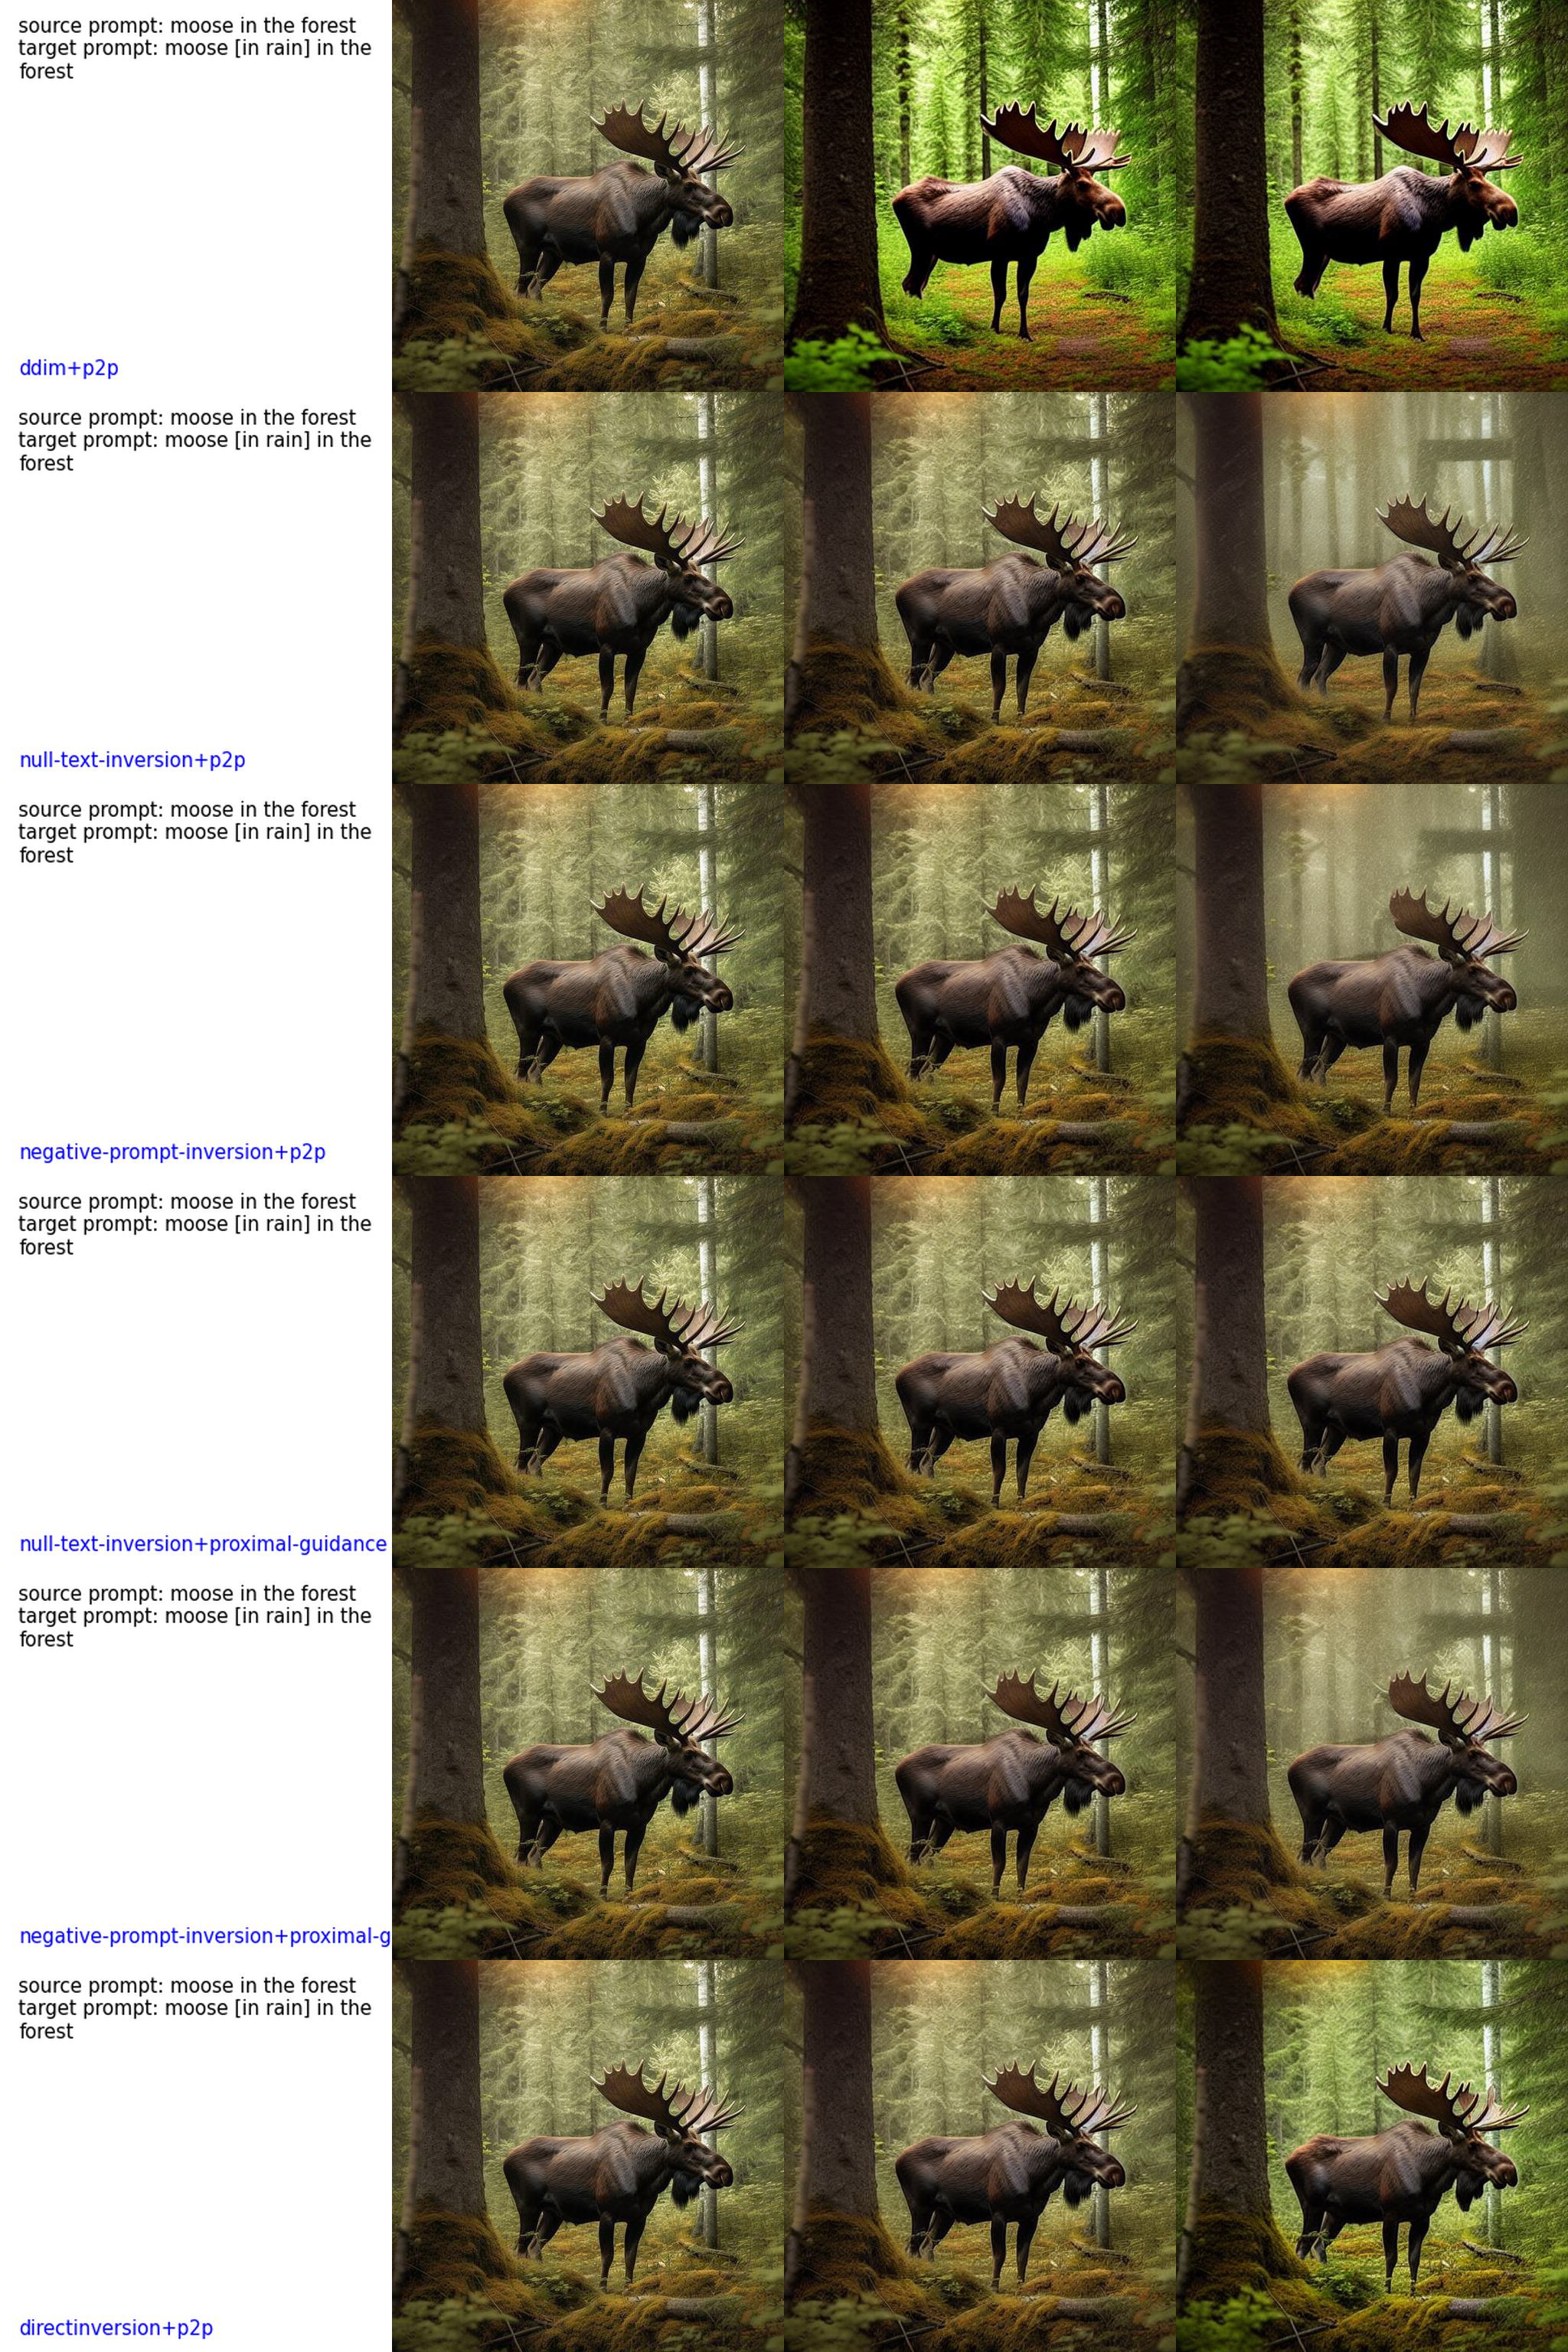 source prompt: moose in the forest
target prompt: moose [in rain] in the
forest
ddim+p2p
source prompt: moose in the forest
target prompt: moose [in rain] in the
forest
null-text-inversion+p2p
source prompt: moose in the forest
target prompt: moose [in rain] in the
forest
negative-prompt-inversion+p2p
source prompt: moose in the forest
target prompt: moose [in rain] in the
forest
null-text-inversion+proximal-guidance
source prompt: moose in the forest
target prompt: moose [in rain] in the
forest
negative-prompt-inversion+proximal-g
source prompt: moose in the forest
target prompt: moose [in rain] in the
forest
directinversion+p2p